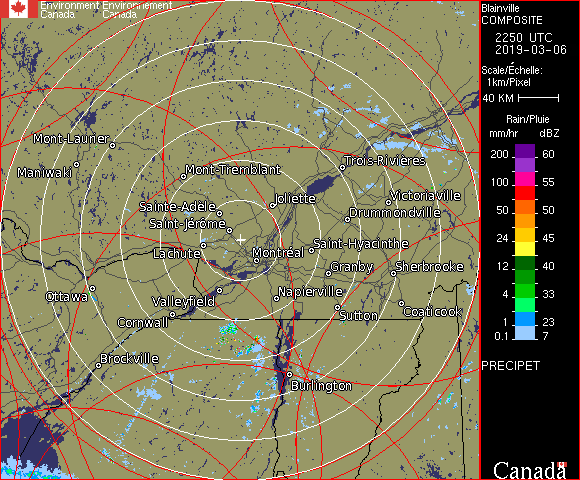 Environment Environnement
Canada Canada
Blainville
COMPOSITE
2250 UTC
2019-03-06
Scale/Échelle:
1km/Pixel
40 KM
Rain/Pluie
mm/hr dBZ
200 60
100 55
50 50
24 45
12 40
4 33
1 23
0.1 7
PRECIPET
Canada
Mont-Laurier
Maniwaki
Mont-Tremblant
Trois-Rivières
Joliette
Victoriaville
Sainte-Adèle
Drummondville
Saint-Jérôme
Saint-Hyacinthe
Lachute
Montréal
Granby
Sherbrooke
Ottawa
Valleyfield
Napierville
Sutton
Coaticook
Cornwall
Brockville
Burlington